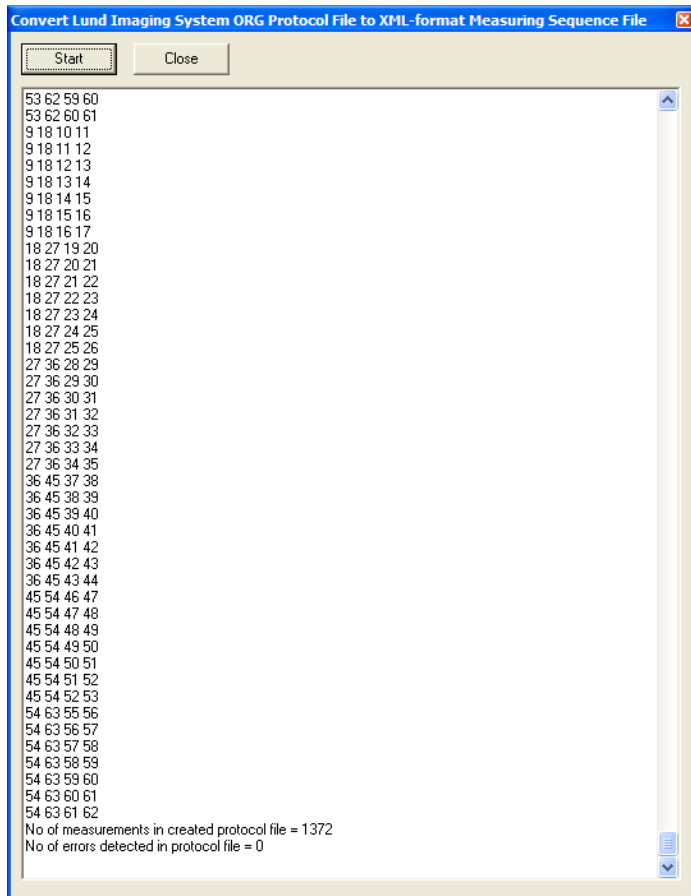 Convert Lund Imaging System ORG Protocol File to XML-format Measuring Sequence File
Start
Close
53 62 59 60
53 62 60 61
9 18 10 11
9 18 11 12
9 18 12 13
9 18 13 14
9 18 14 15
9 18 15 16
9 18 16 17
18 27 19 20
18 27 20 21
18 27 21 22
18 27 22 23
18 27 23 24
18 27 24 25
18 27 25 26
27 36 28 29
27 36 29 30
27 36 30 31
27 36 31 32
27 36 32 33
27 36 33 34
27 36 34 35
36 45 37 38
36 45 38 39
36 45 39 40
36 45 40 41
36 45 41 42
36 45 42 43
36 45 43 44
45 54 46 47
45 54 47 48
45 54 48 49
45 54 49 50
45 54 50 51
45 54 51 52
45 54 52 53
54 63 55 56
54 63 56 57
54 63 57 58
54 63 58 59
54 63 59 60
54 63 60 61
54 63 61 62
No of measurements in created protocol file = 1372
No of errors detected in protocol file = 0